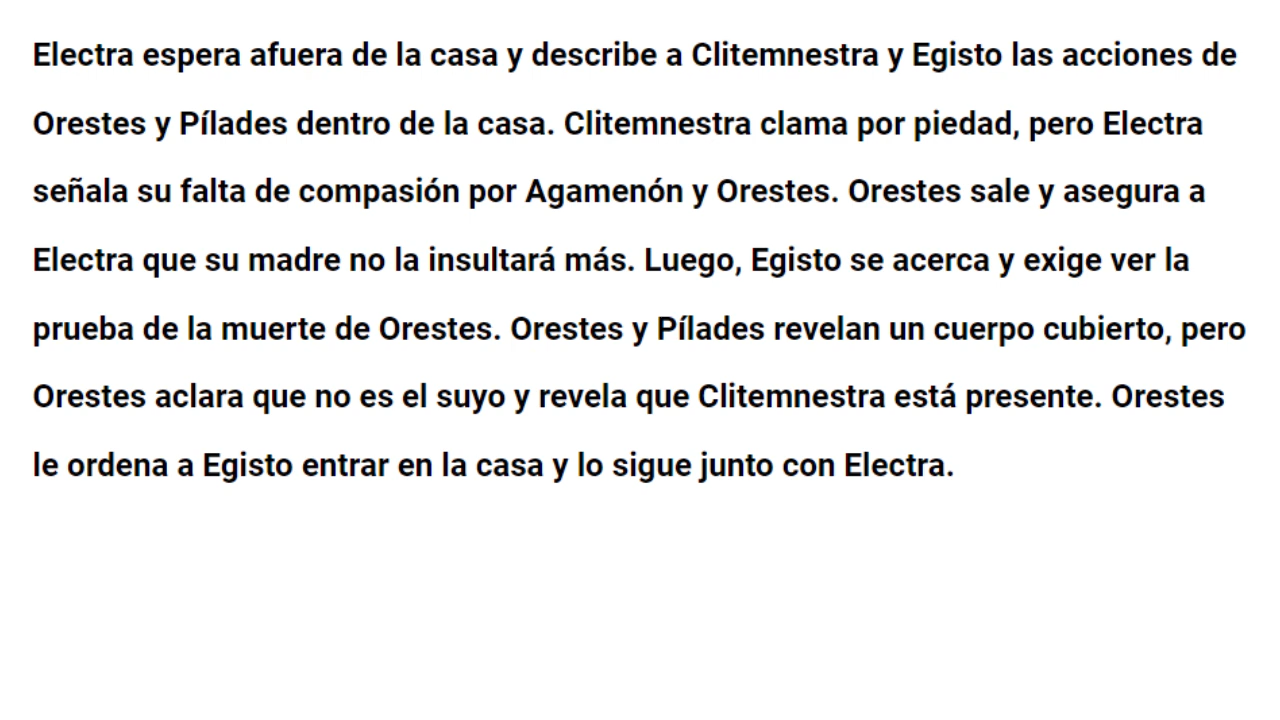 Electra espera afuera de la casa y describe a Clitemnestra y Egisto las acciones de
Orestes y Pílades dentro de la casa. Clitemnestra clama por piedad, pero Electra
señala su falta de compasión por Agamenón y Orestes. Orestes sale y asegura a
Electra que su madre no la insultará más. Luego, Egisto se acerca y exige ver la
prueba de la muerte de Orestes. Orestes y Pílades revelan un cuerpo cubierto, pero
Orestes aclara que no es el suyo y revela que Clitemnestra está presente. Orestes
le ordena a Egisto entrar en la casa y lo sigue junto con Electra.